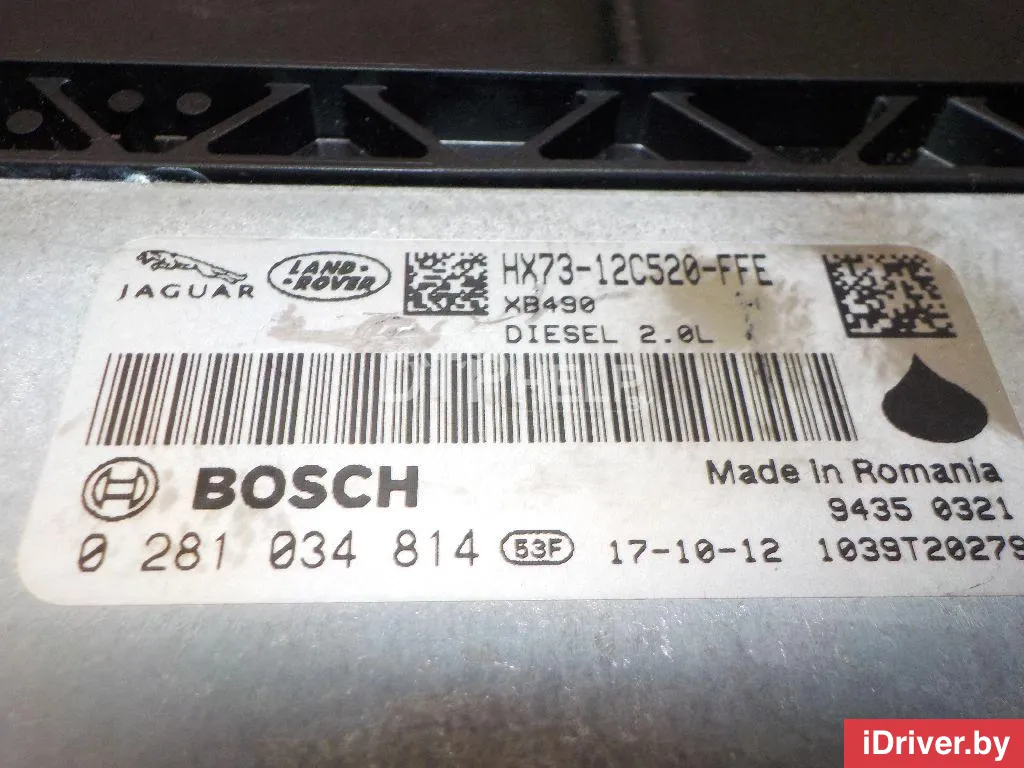 JAGUAR
LAND-
-ROVER
HX73-12C520-FFE
XB490
DIESEL 2.0L
BOSCH
Made in Romania
9435 0321
0 281 034 814 53F 17-10-12 1039T20279
iDriver.by